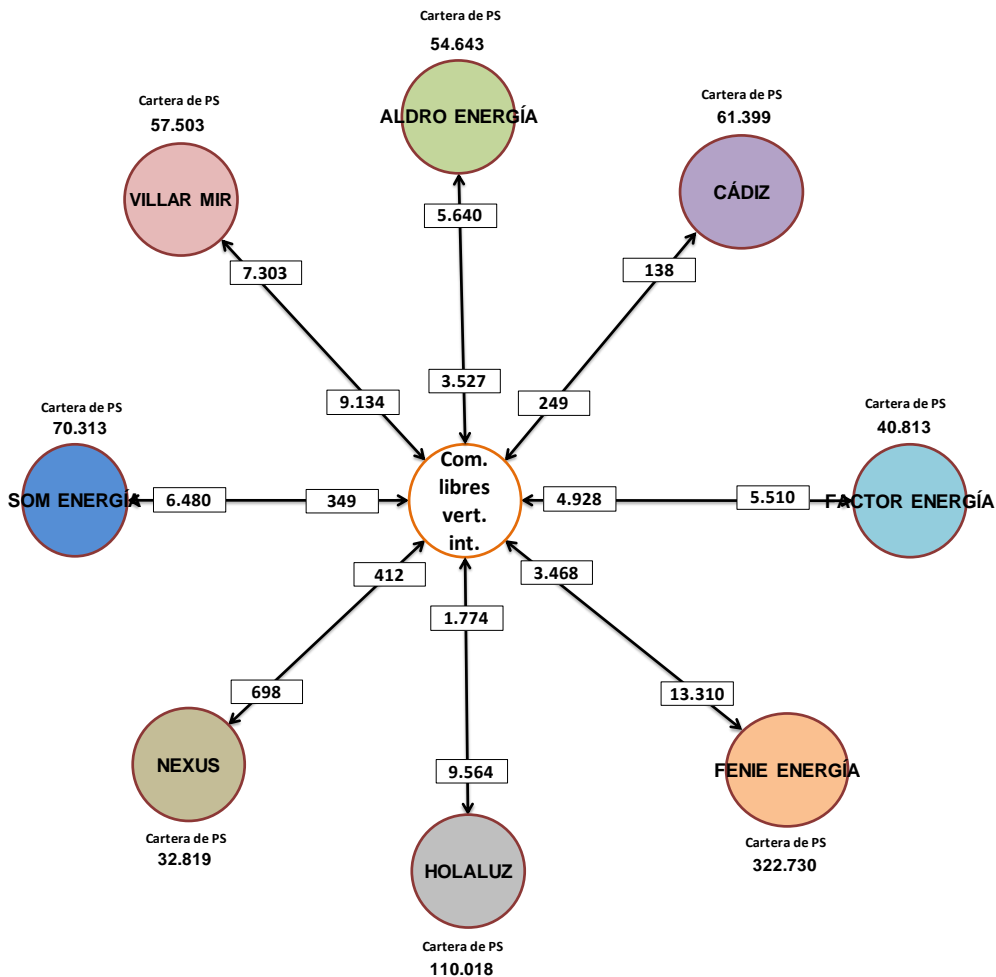 Cartera de PS
54.643
ALDRO ENERGÍA
Cartera de PS
57.503
VILLAR MIR
Cartera de PS
61.399
CÁDIZ
5.640
7.303
138
3.527
9.134
249
Cartera de PS
70.313
SOM ENERGÍA
6.480
349
Com.
libres
vert.
int.
4.928
5.510
Cartera de PS
40.813
FACTOR ENERGÍA
412
3.468
1.774
698
13.310
NEXUS
Cartera de PS
32.819
9.564
HOLALUZ
Cartera de PS
110.018
FENIE ENERGÍA
Cartera de PS
322.730